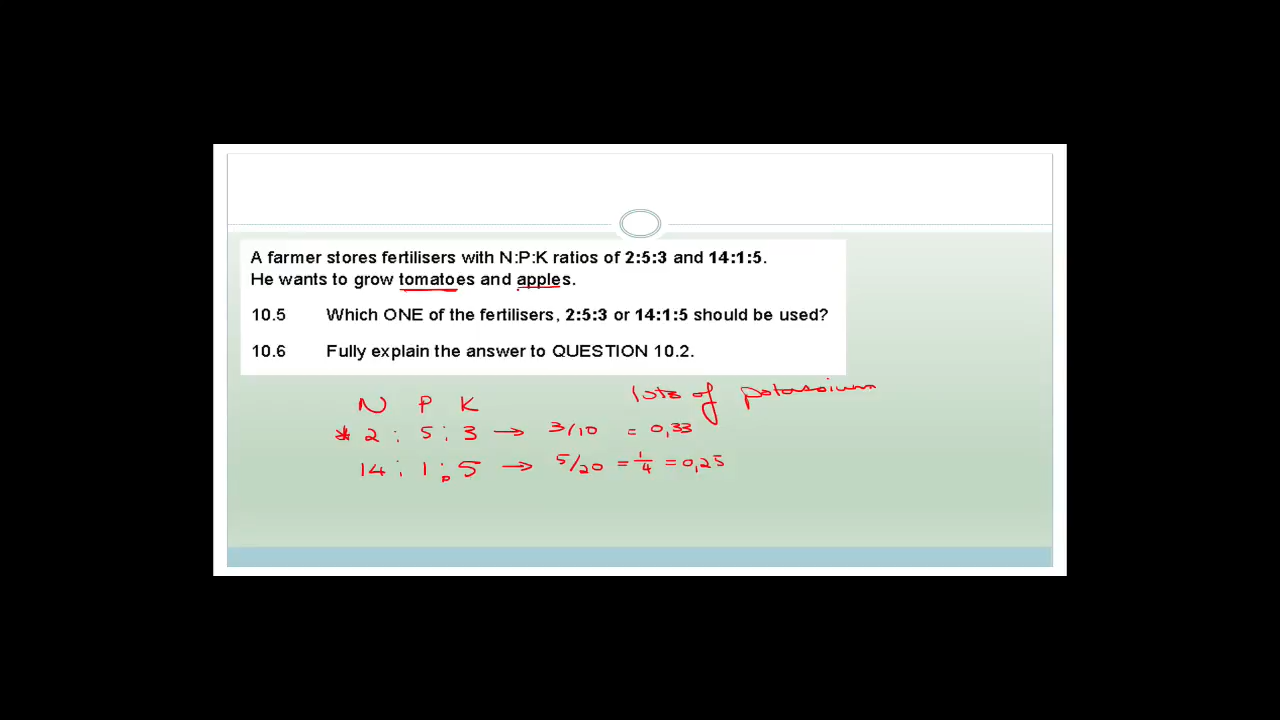 A farmer stores fertilisers with N:P:K ratios of 2:5:3 and 14:1:5.
He wants to grow tomatoes and apples.
10.5 Which ONE of the fertilisers, 2:5:3 or 14:1:5 should be used?
10.6 Fully explain the answer to QUESTION 10.2.
lots of potassium
N P K
* 2 : 5 : 3 → 3/10 = 0,33
14 : 1 : 5 → 5/20 = 1/4 = 0,25